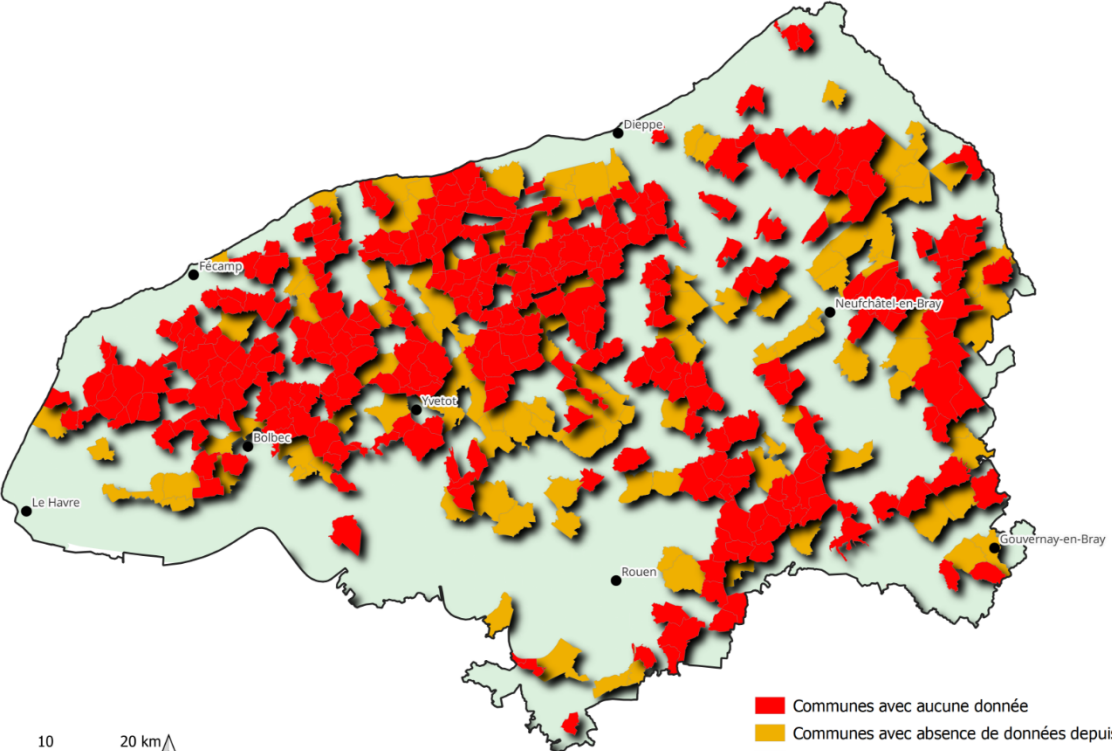 Dieppe
Fécamp
Neufchâtel-en-Bray
Yvetot
Bolbec
Le Havre
Gouvernay-en-Bray
Rouen
Communes avec aucune donnée
Communes avec absence de données depuis
10 20 km